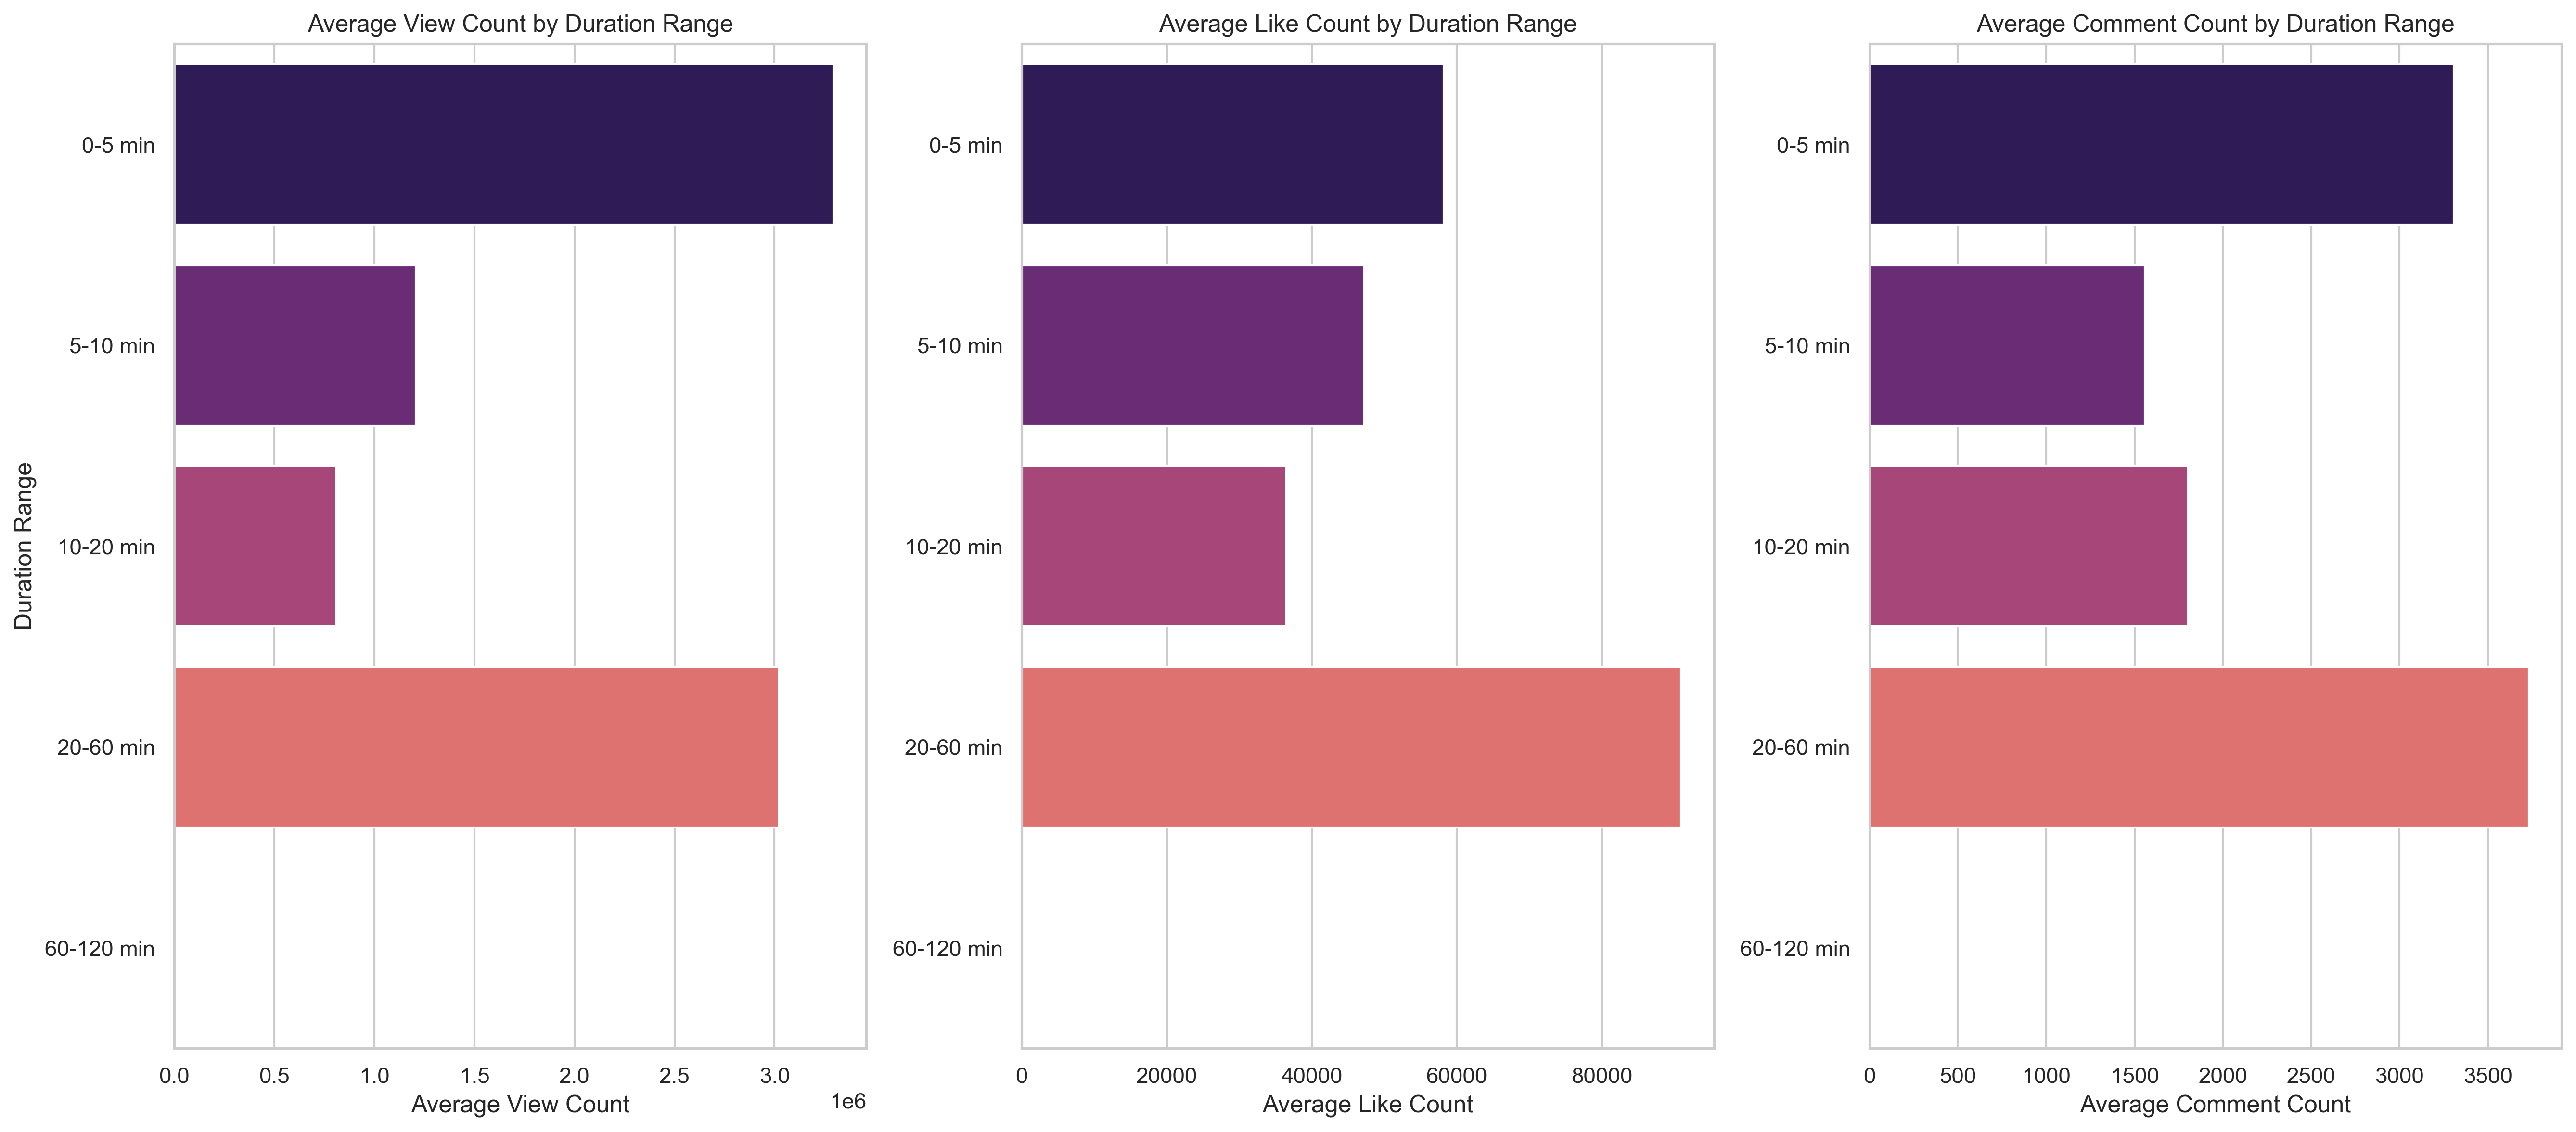 Average View Count by Duration Range
Duration Range
0-5 min
5-10 min
10-20 min
20-60 min
60-120 min
0.0 0.5 1.0 1.5 2.0 2.5 3.0
1e6
Average View Count
Average Like Count by Duration Range
0-5 min
5-10 min
10-20 min
20-60 min
60-120 min
0 20000 40000 60000 80000
Average Like Count
Average Comment Count by Duration Range
0-5 min
5-10 min
10-20 min
20-60 min
60-120 min
0 500 1000 1500 2000 2500 3000 3500
Average Comment Count